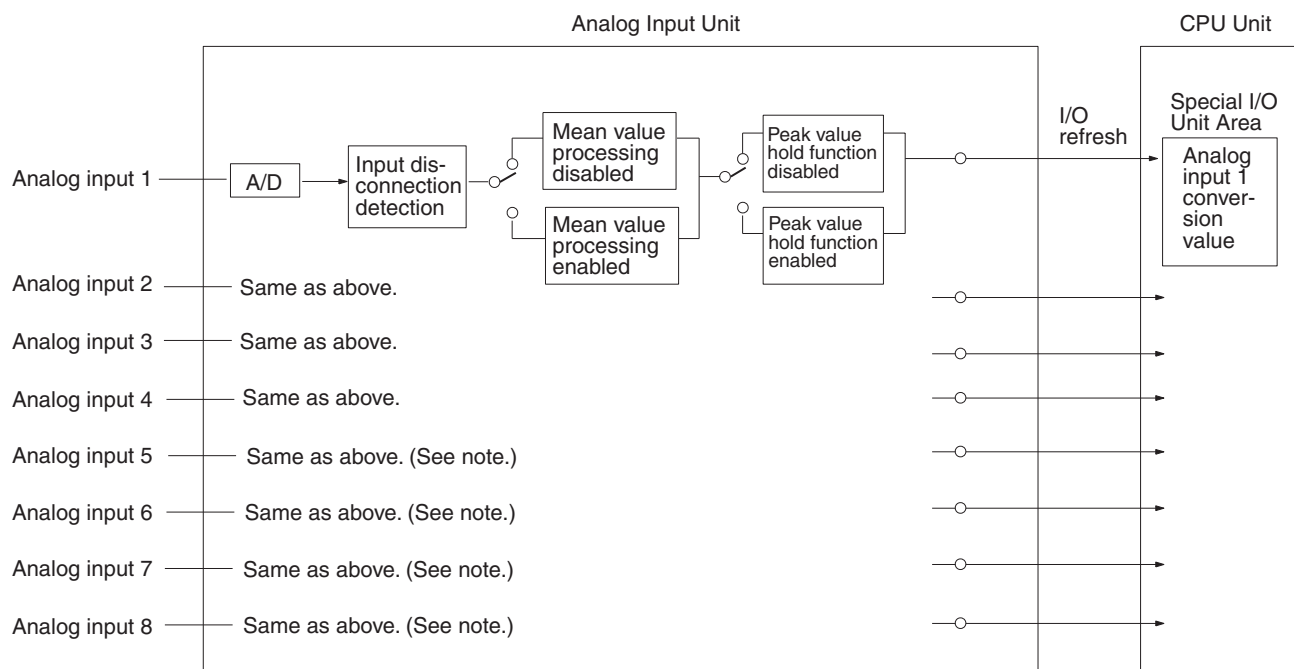 Analog Input Unit
CPU Unit
I/O
refresh
Special I/O
Unit Area
Analog input 1
A/D
Input dis-
connection
detection
Mean value
processing
disabled
Mean value
processing
enabled
Peak value
hold function
disabled
Peak value
hold function
enabled
Analog
input 1
conver-
sion
value
Analog input 2
Same as above.
Analog input 3
Same as above.
Analog input 4
Same as above.
Analog input 5
Same as above. (See note.)
Analog input 6
Same as above. (See note.)
Analog input 7
Same as above. (See note.)
Analog input 8
Same as above. (See note.)